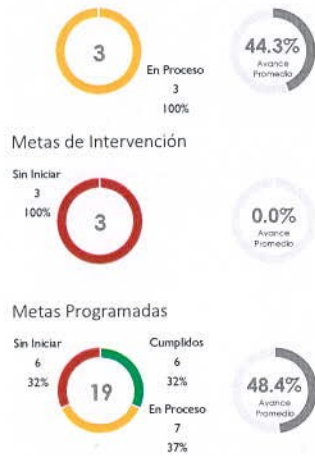 3
En Proceso
3
100%
44.3%
Avance
Promedio
Metas de Intervención
Sin Iniciar
3
100%
3
0.0%
Avance
Promedio
Metas Programadas
Sin Iniciar
6
32%
19
Cumplidos
6
32%
En Proceso
7
37%
48.4%
Avance
Promedio